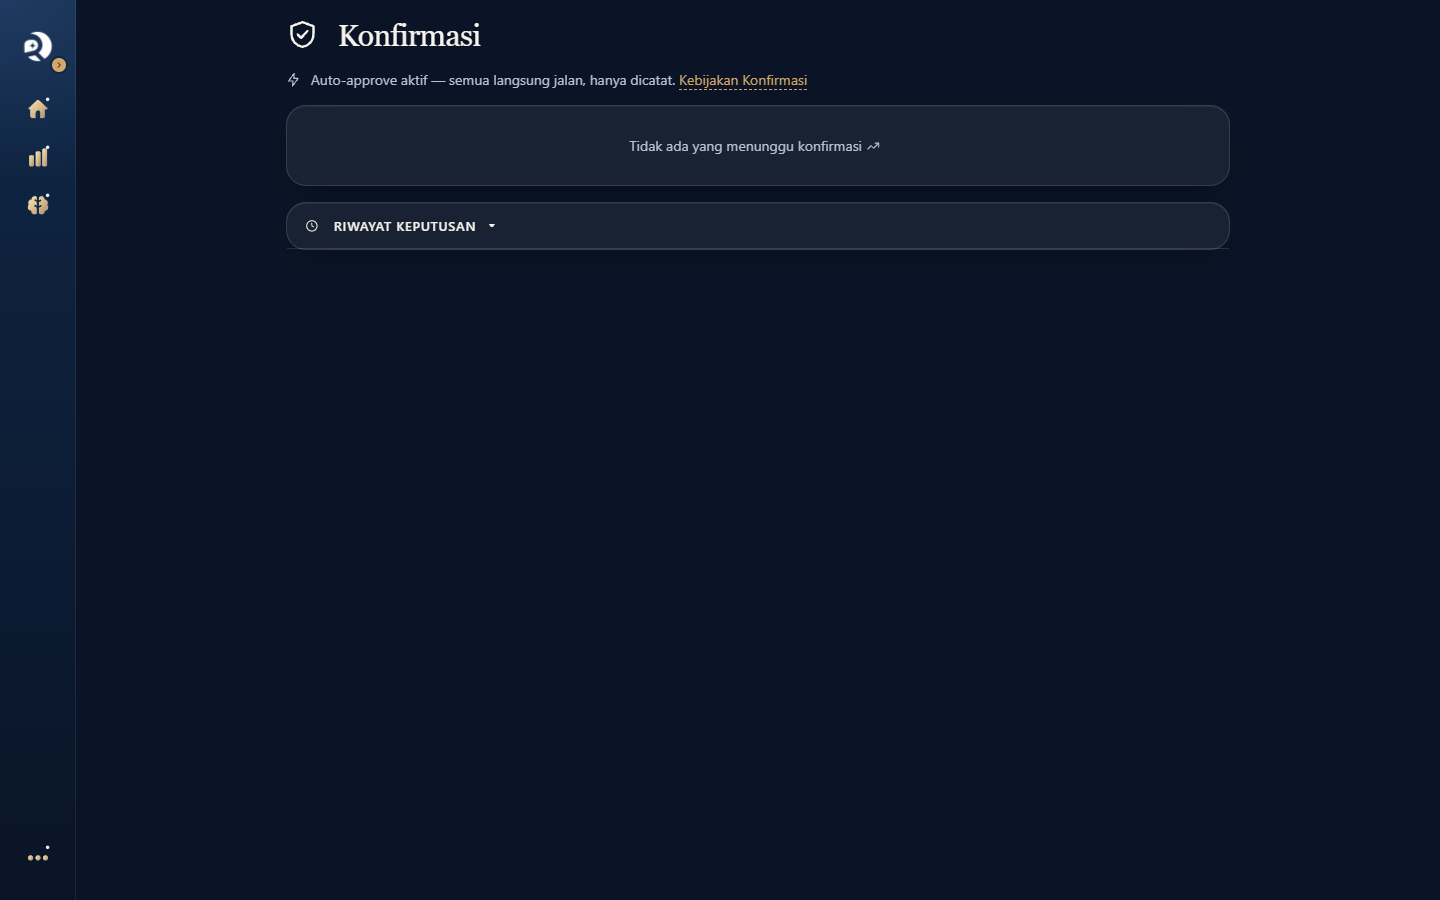 Konfirmasi
Auto-approve aktif — semua langsung jalan, hanya dicatat. Kebijakan Konfirmasi
Tidak ada yang menunggu konfirmasi
RIWAYAT KEPUTUSAN